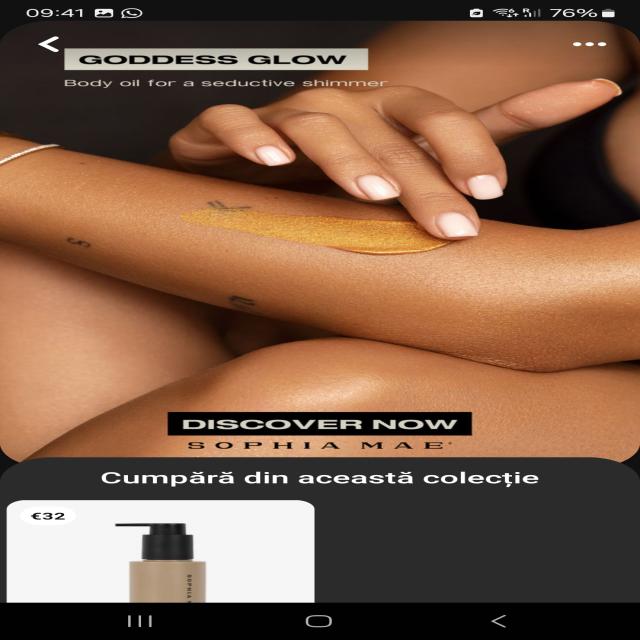 09:41
76%
GODDESS GLOW
Body oil for a seductive shimmer
DISCOVER NOW
SOPHIA MAE
Cumpără din această colecție
€32
SOPHIA